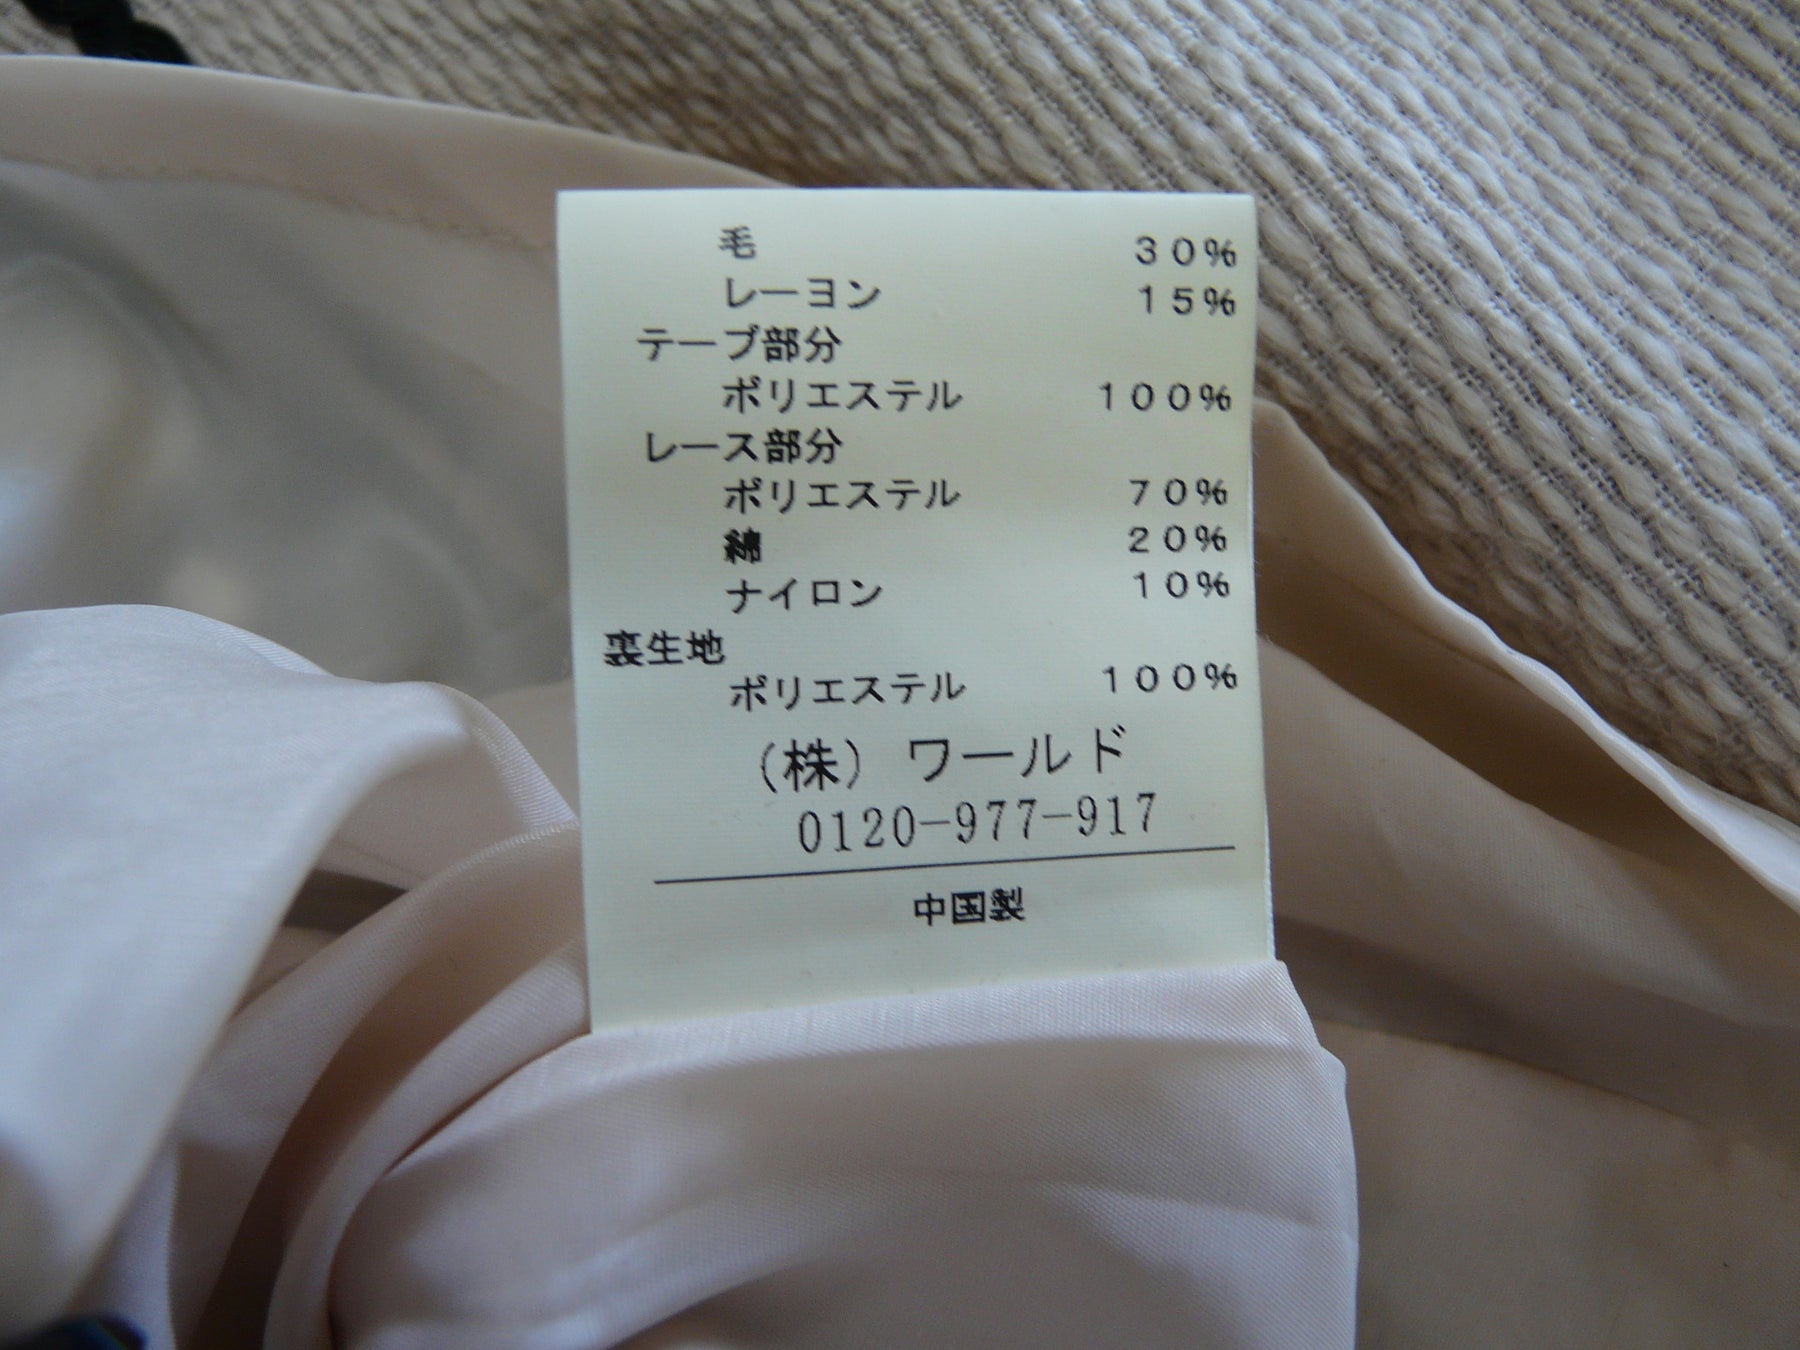 毛 30%
レーヨン 15%
テープ部分
ポリエステル 100%
レース部分
ポリエステル 70%
綿 20%
ナイロン 10%
裏生地
ポリエステル 100%
(株) ワールド
0120-977-917
中国製